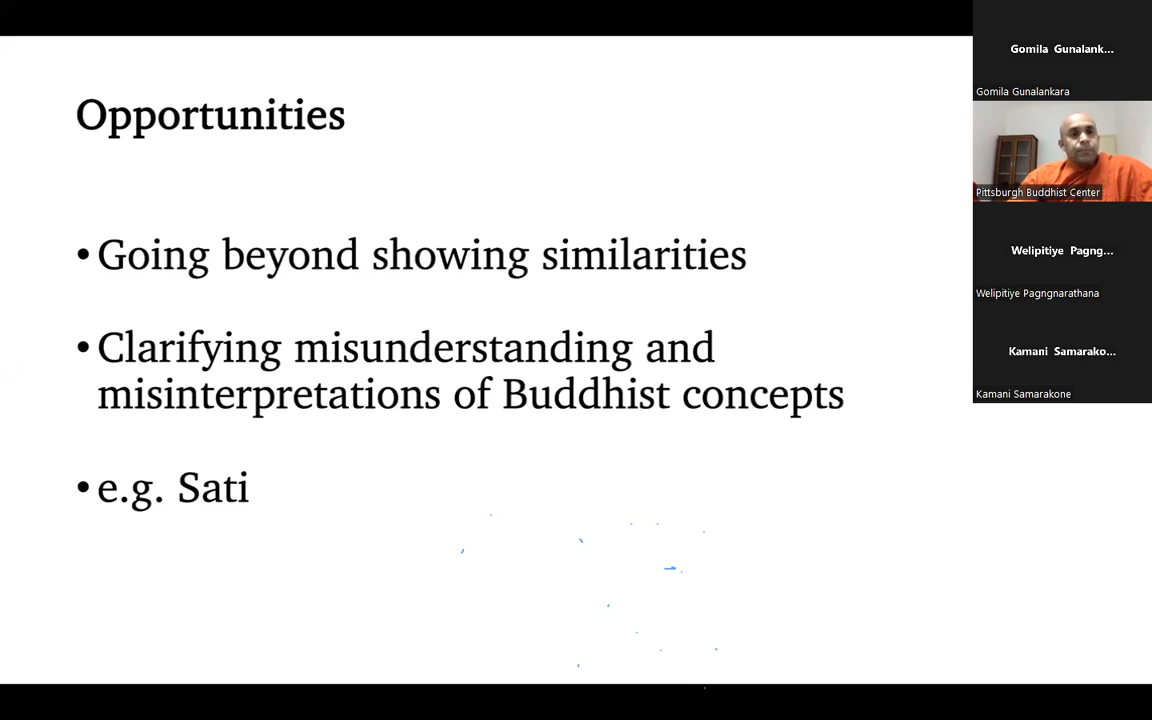 Opportunities
• Going beyond showing similarities
• Clarifying misunderstanding and
misinterpretations of Buddhist concepts
• e.g. Sati
Gomila Gunalank...
Gomila Gunalankara
Pittsburgh Buddhist Center
Welipitiye Pagng...
Welipitiye Pagngnarathana
Kamani Samarako...
Kamani Samarakone